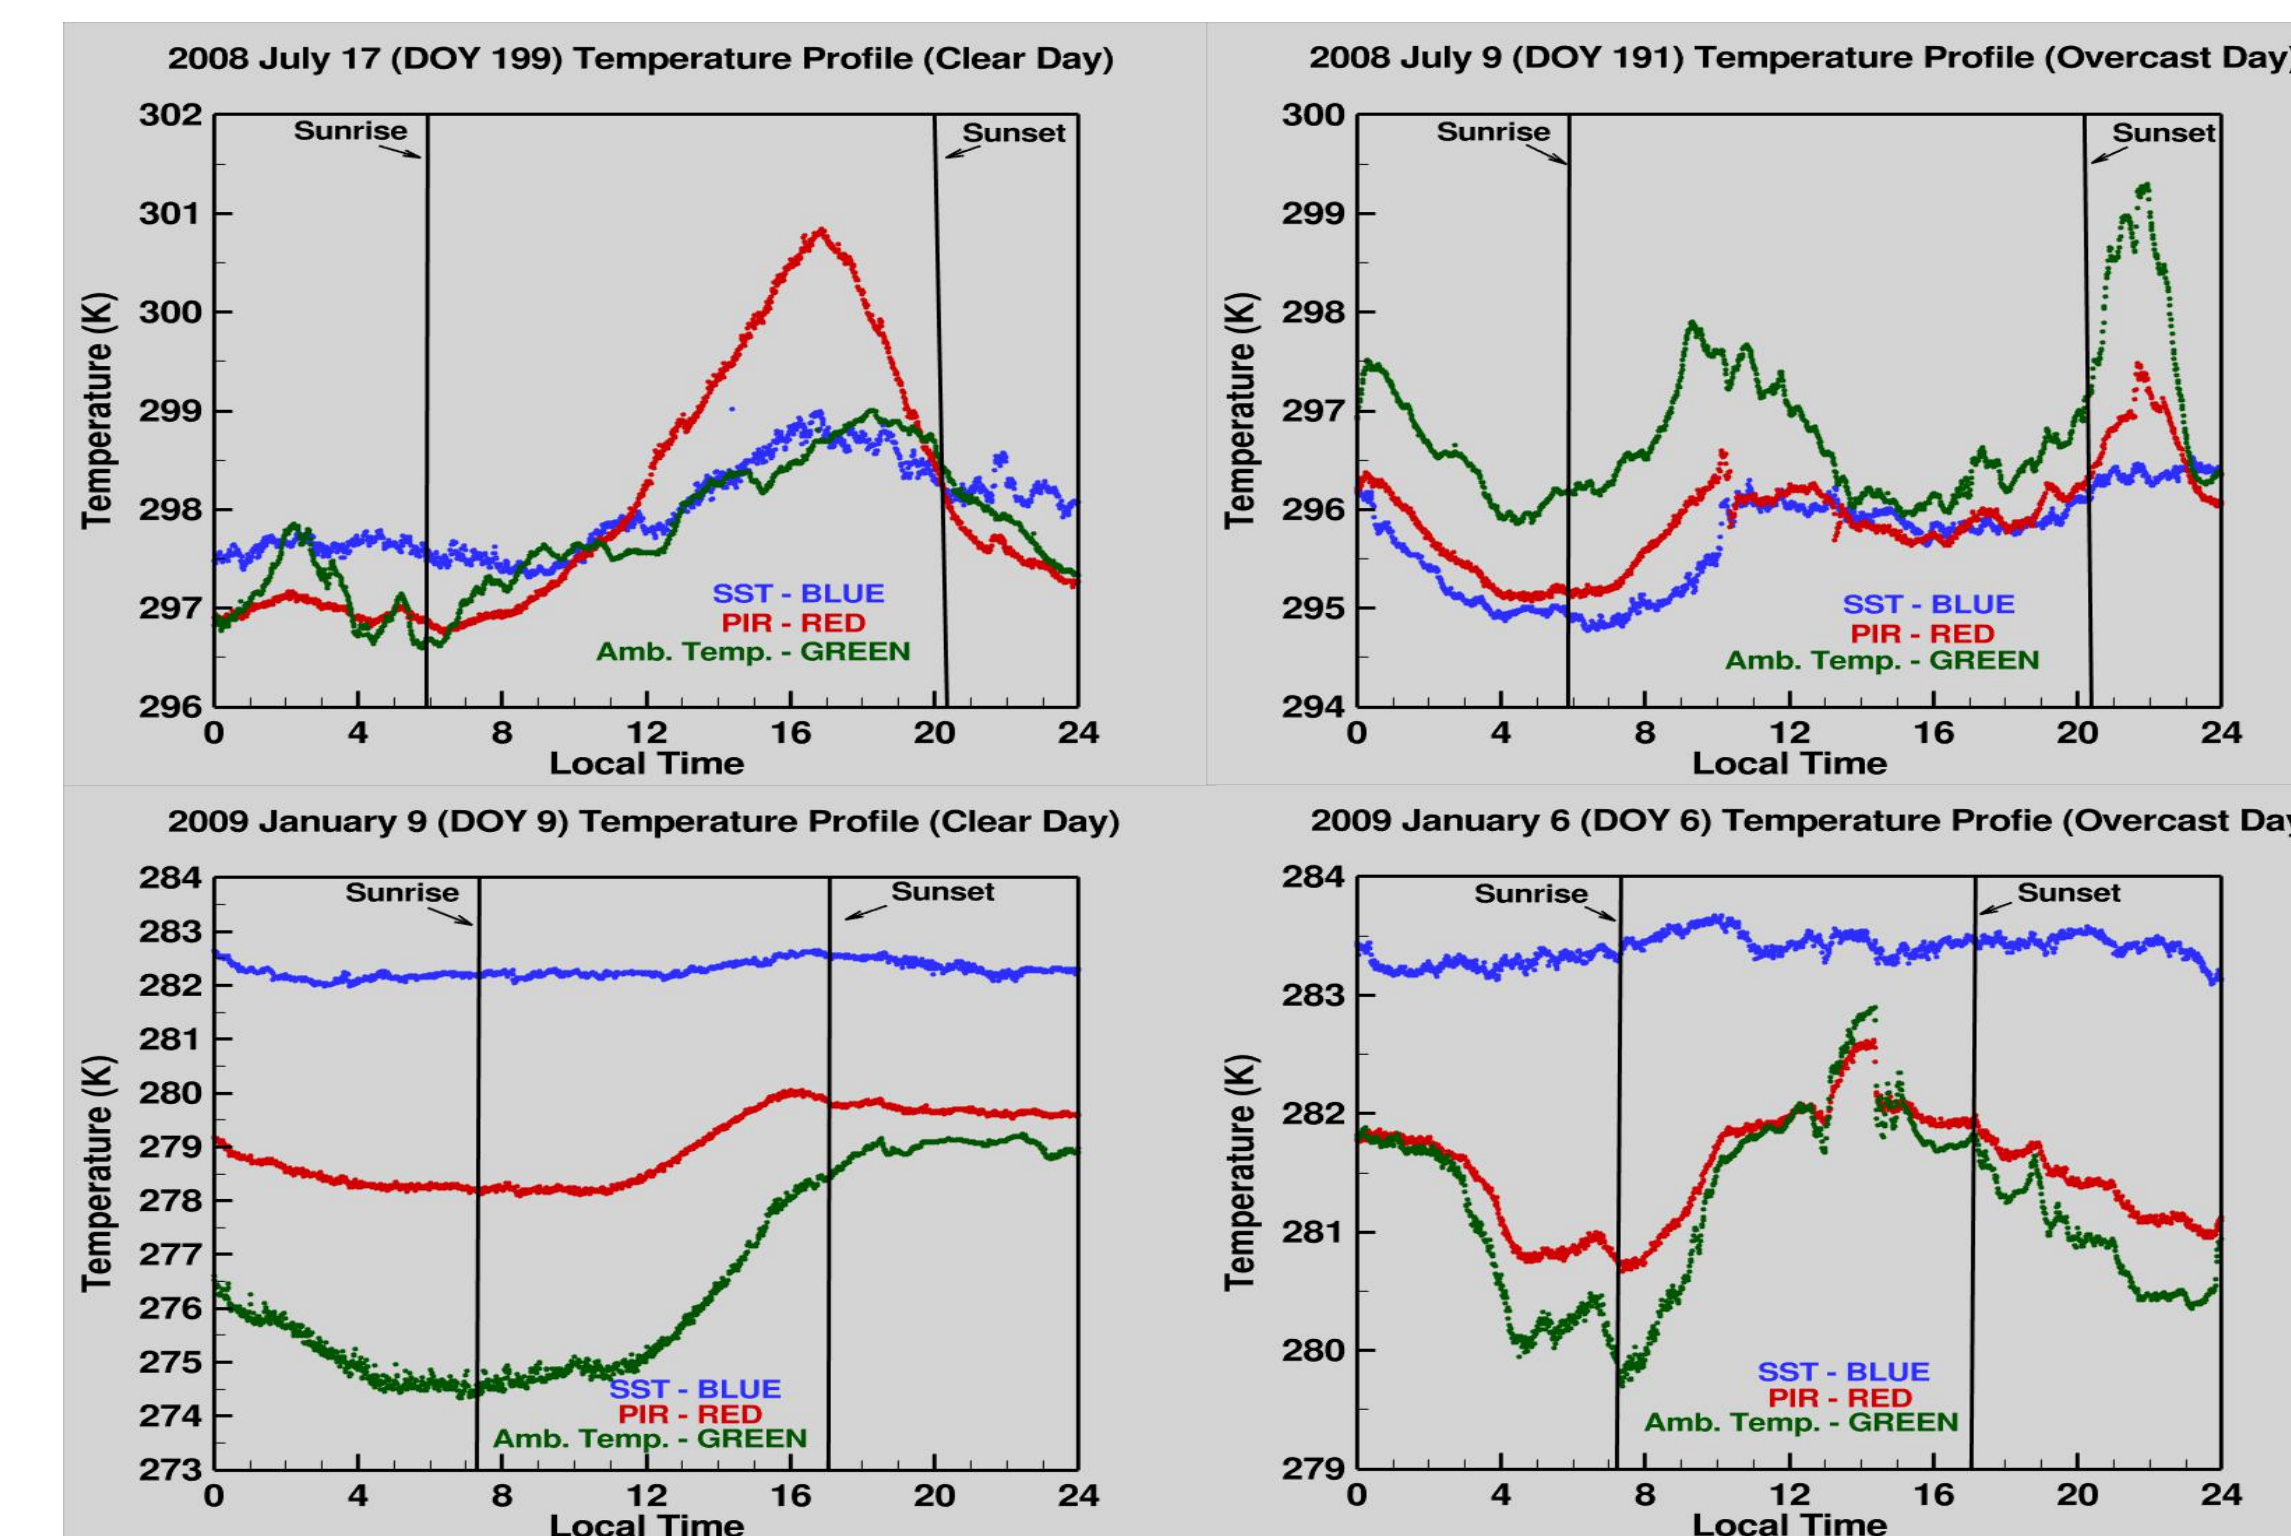 2008 July 17 (DOY 199) Temperature Profile (Clear Day)
302
301
300
299
298
297
296
Temperature (K)
Sunrise
Sunset
SST - BLUE
PIR - RED
Amb. Temp. - GREEN
0 4 8 12 16 20 24
Local Time
2008 July 9 (DOY 191) Temperature Profile (Overcast Day)
300
299
298
297
296
295
294
Temperature (K)
Sunrise
Sunset
SST - BLUE
PIR - RED
Amb. Temp. - GREEN
0 4 8 12 16 20 24
Local Time
2009 January 9 (DOY 9) Temperature Profile (Clear Day)
284
283
282
281
280
279
278
277
276
275
274
273
Temperature (K)
Sunrise
Sunset
SST - BLUE
PIR - RED
Amb. Temp. - GREEN
0 4 8 12 16 20 24
Local Time
2009 January 6 (DOY 6) Temperature Profie (Overcast Day
284
283
282
281
280
279
Temperature (K)
Sunrise
Sunset
SST - BLUE
PIR - RED
Amb. Temp. - GREEN
0 4 8 12 16 20 24
Local Time